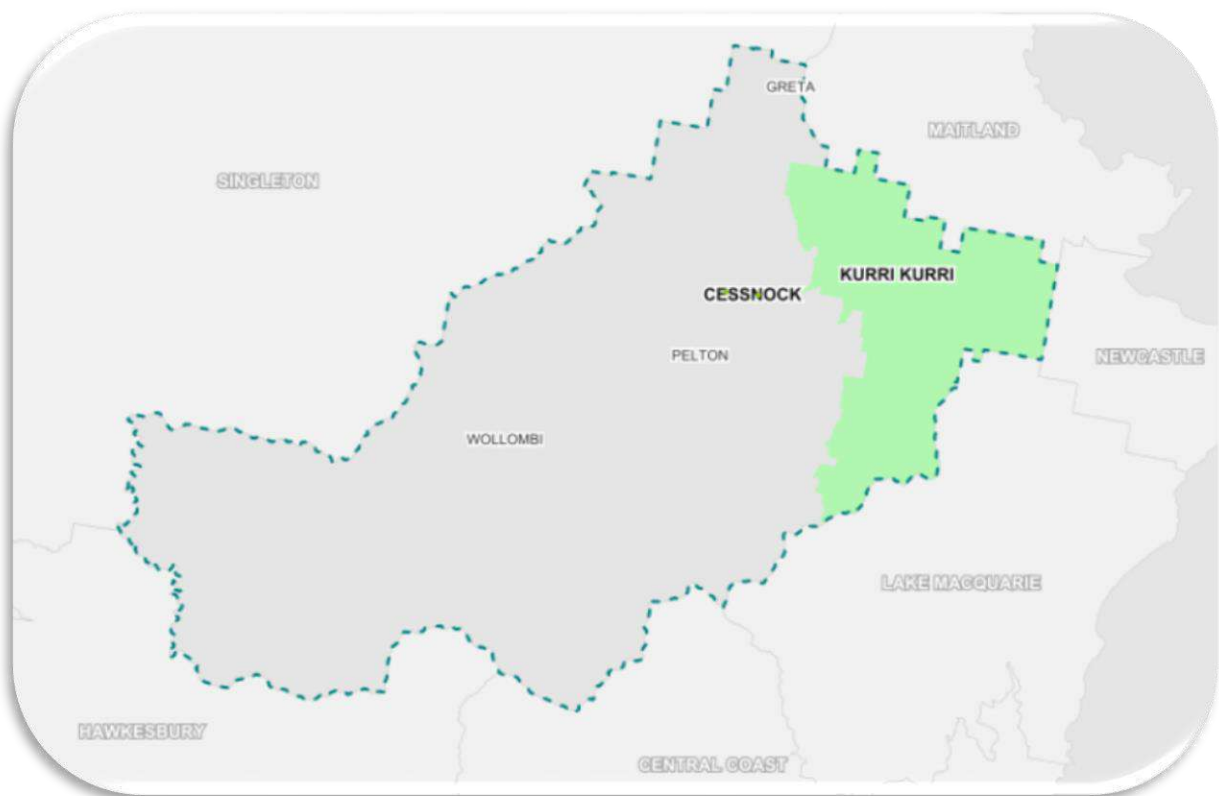 GRETA
MAITLAND
SINGLETON
KURRI KURRI
CESSNOCK
PELTON
NEWCASTLE
WOLLOMBI
LAKE MACQUARIE
HAWKESBURY
CENTRAL COAST